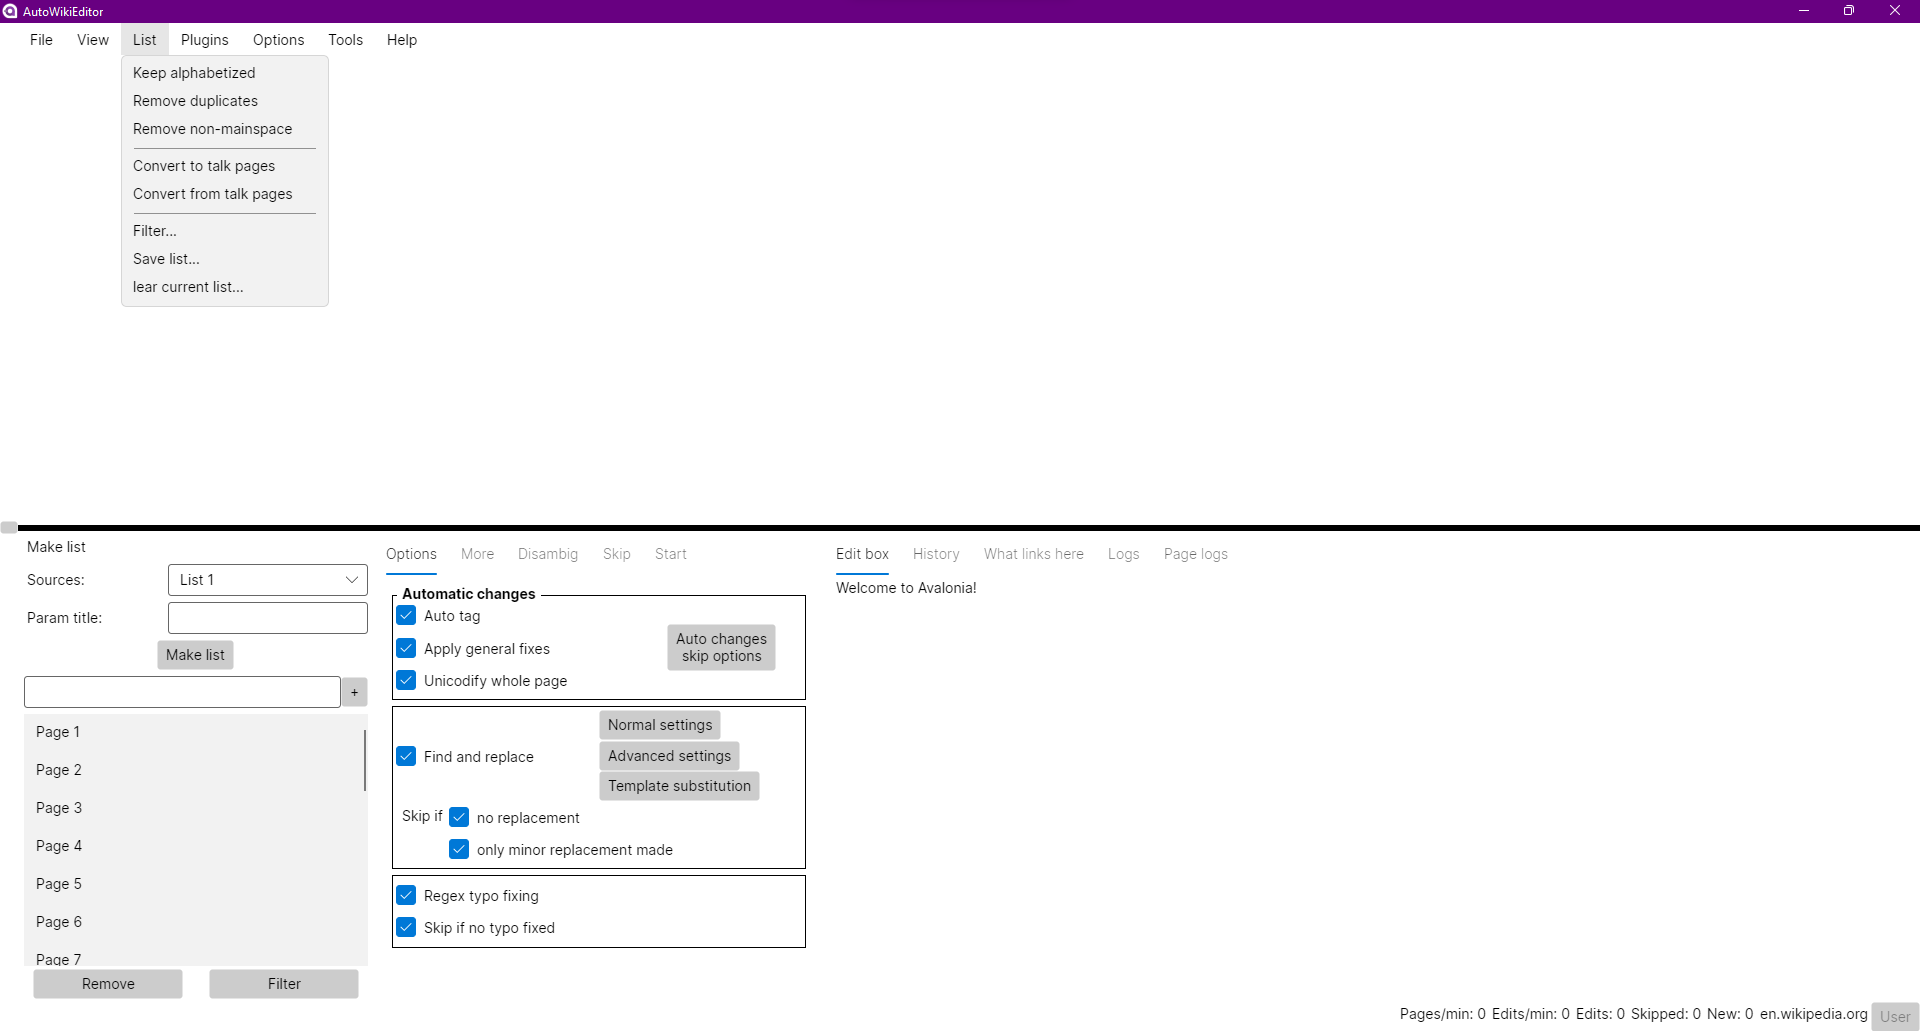 AutoWikiEditor
File View List Plugins Options Tools Help
Keep alphabetized
Remove duplicates
Remove non-mainspace
Convert to talk pages
Convert from talk pages
Filter...
Save list...
lear current list...
Make list
Sources: List 1
Param title:
Make list
+
Page 1
Page 2
Page 3
Page 4
Page 5
Page 6
Page 7
Remove Filter
Options More Disambig Skip Start
Automatic changes
Auto tag
Apply general fixes
Unicodify whole page
Auto changes
skip options
Normal settings
Find and replace Advanced settings
Template substitution
Skip if no replacement
only minor replacement made
Regex typo fixing
Skip if no typo fixed
Edit box History What links here Logs Page logs
Welcome to Avalonia!
Pages/min: 0 Edits/min: 0 Edits: 0 Skipped: 0 New: 0 en.wikipedia.org User